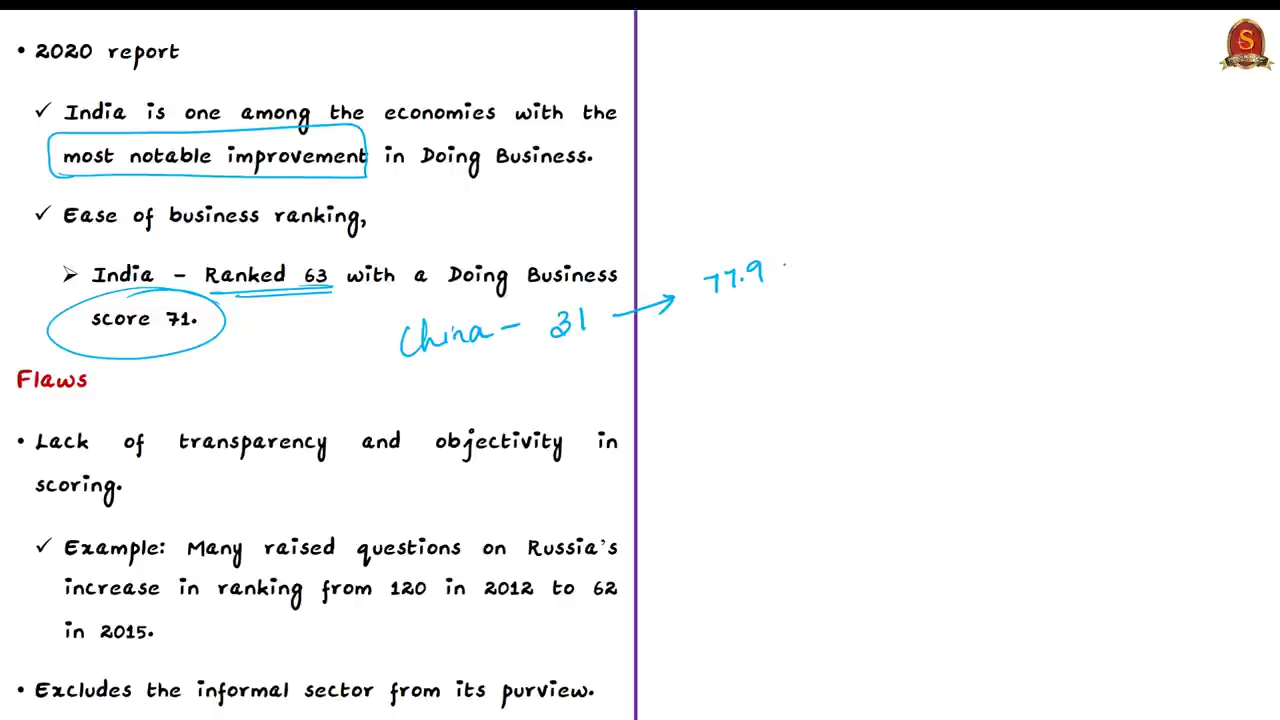 • 2020 report
✓ India is one among the economies with the
most notable improvement in Doing Business.
✓ Ease of business ranking,
➢ India – Ranked 63 with a Doing Business
score 71.
China – 31 → 77.9
Flaws
• Lack of transparency and objectivity in
scoring.
✓ Example: Many raised questions on Russia's
increase in ranking from 120 in 2012 to 62
in 2015.
• Excludes the informal sector from its purview.
S